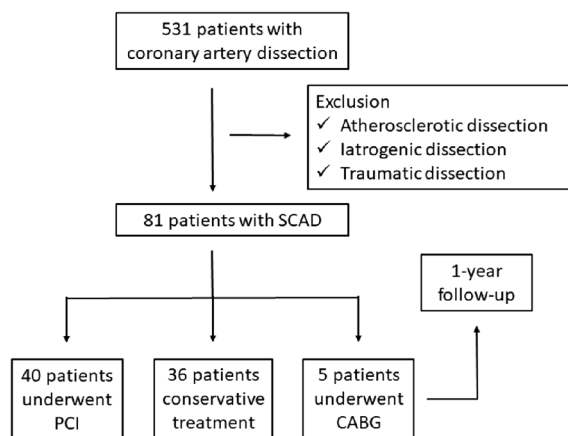 531 patients with
coronary artery dissection
Exclusion
✓ Atherosclerotic dissection
✓ Iatrogenic dissection
✓ Traumatic dissection
81 patients with SCAD
1-year
follow-up
40 patients
underwent
PCI
36 patients
conservative
treatment
5 patients
underwent
CABG